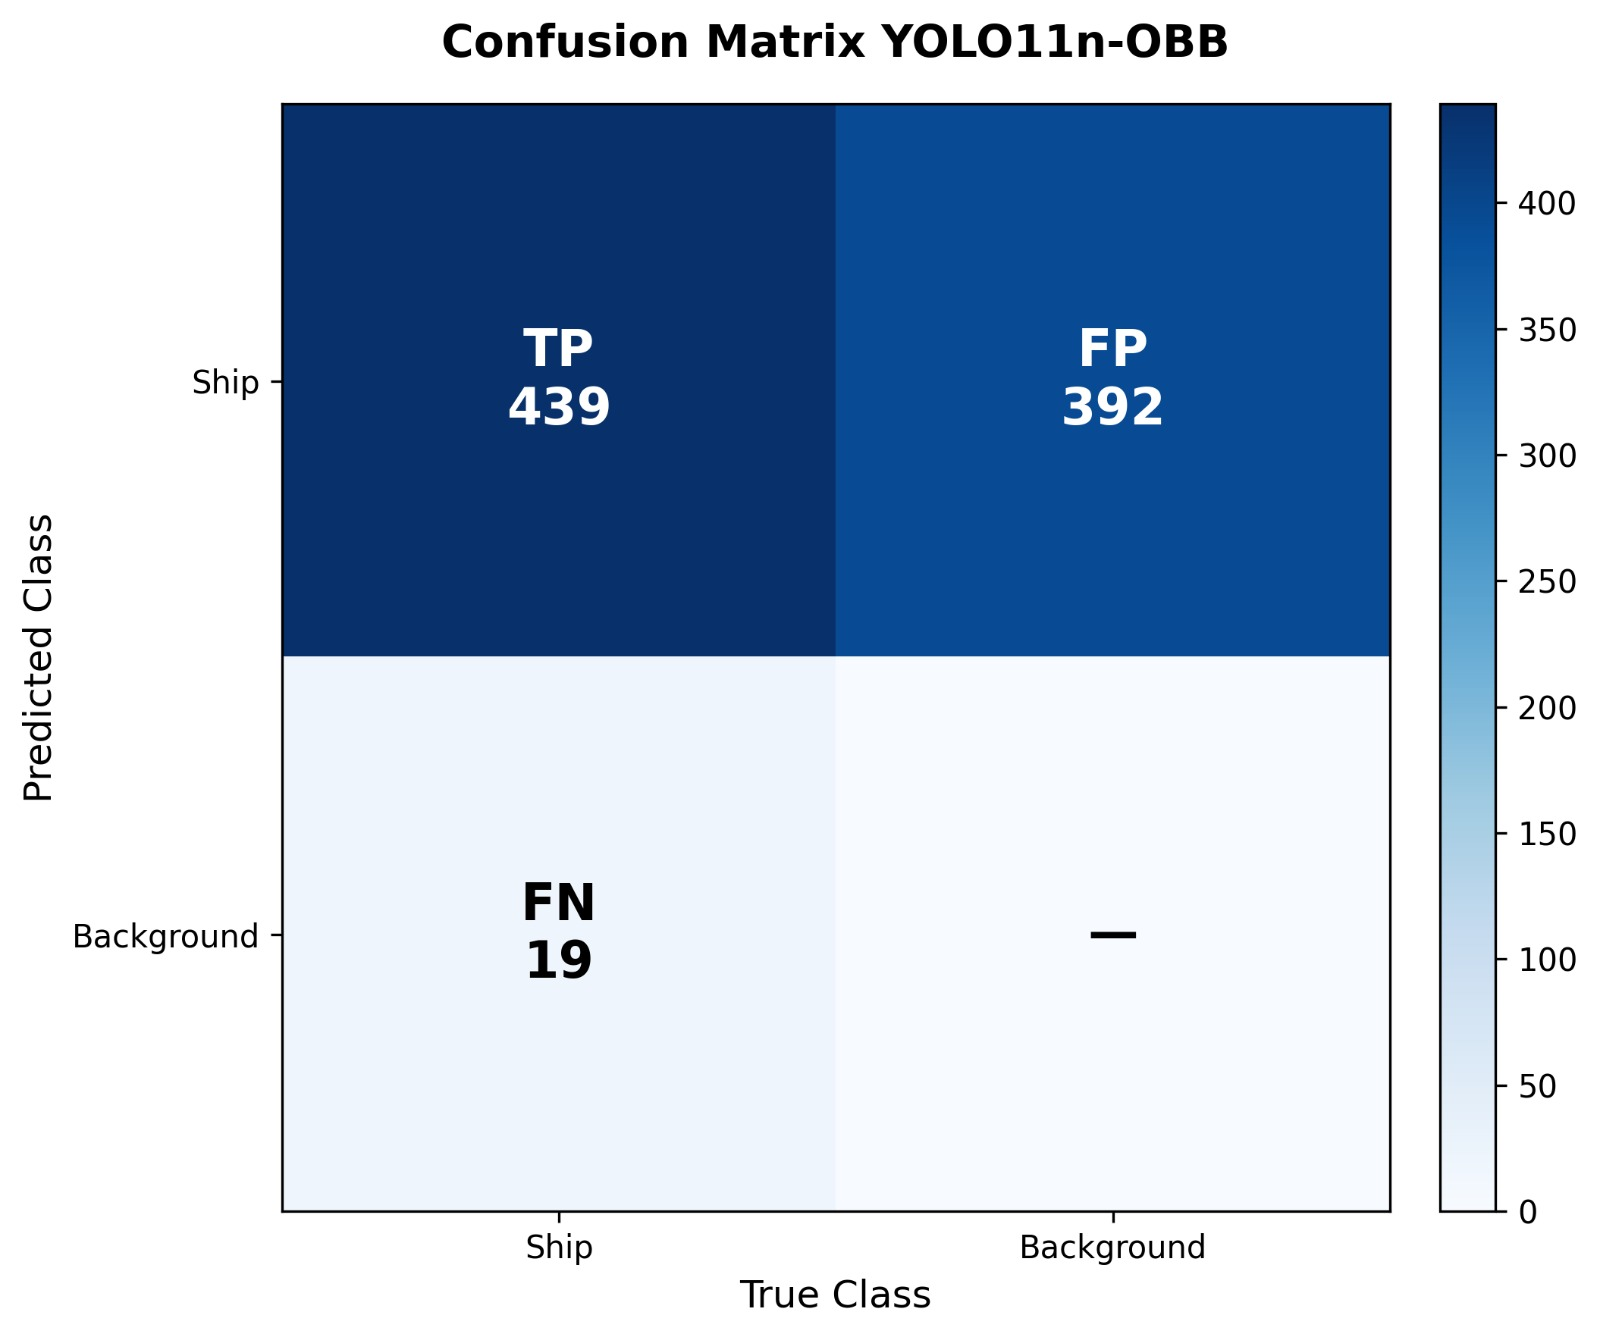 Confusion Matrix YOLO11n-OBB
Predicted Class
Ship
TP
439
FP
392
Background
FN
19
—
Ship
Background
True Class
400
350
300
250
200
150
100
50
0